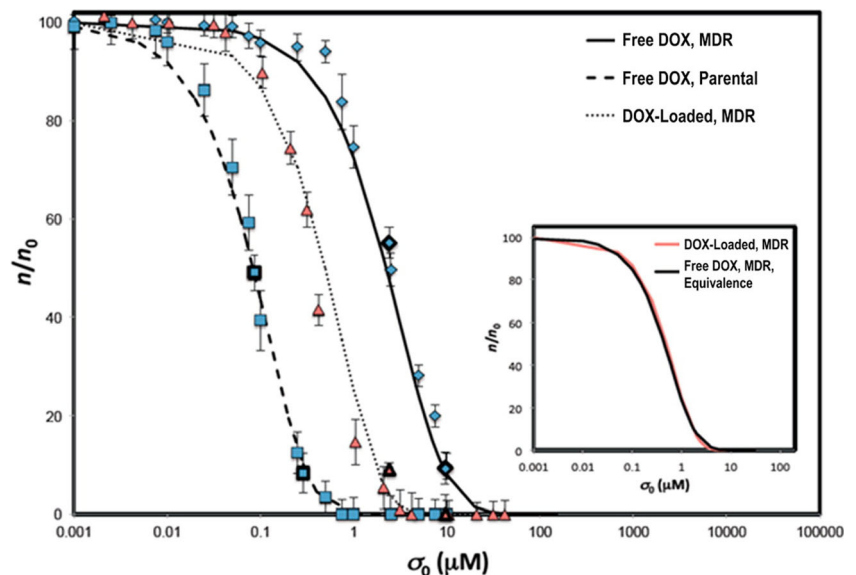 100
80
60
40
20
0
n/n0
0.001 0.01 0.1 1 10 100 1000 10000 100000
σ0 (μM)
Free DOX, MDR
Free DOX, Parental
DOX-Loaded, MDR
100
80
60
40
20
0
n/n0
0.001 0.01 0.1 1 10 100
σ0 (μM)
DOX-Loaded, MDR
Free DOX, MDR,
Equivalence